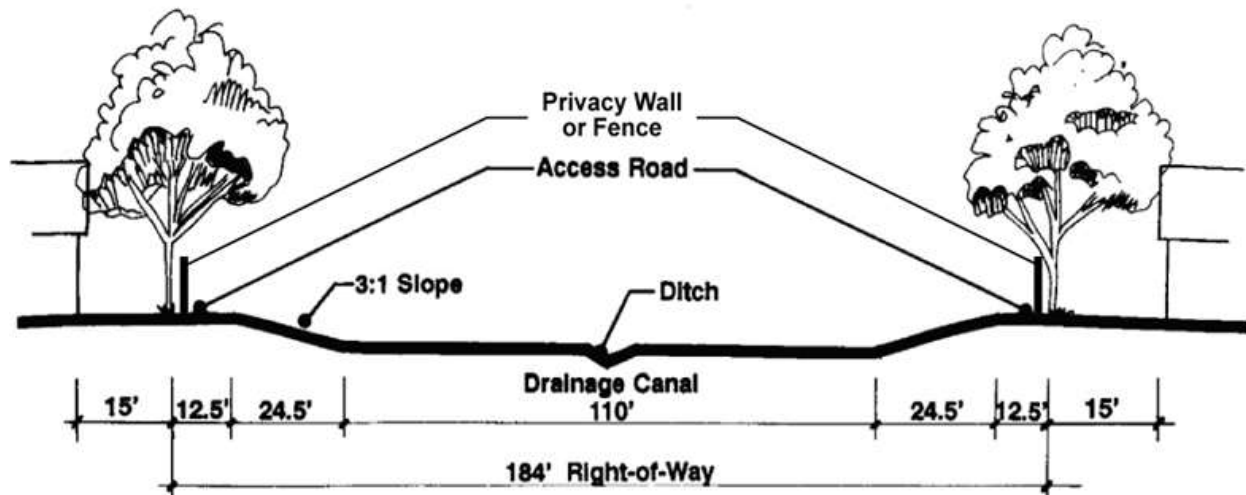 Privacy Wall
or Fence
Access Road
3:1 Slope
Ditch
Drainage Canal
15' 12.5' 24.5' 110' 24.5' 12.5' 15'
184' Right-of-Way